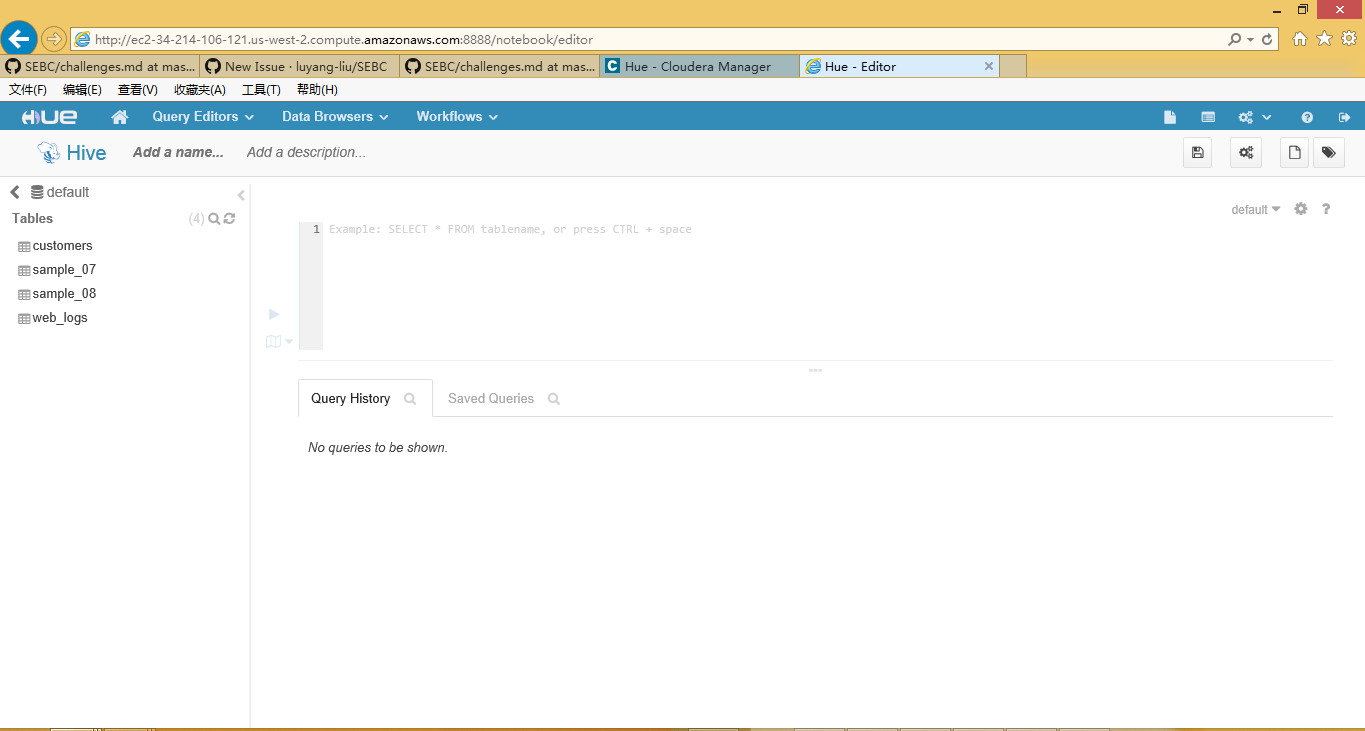 http://ec2-34-214-106-121.us-west-2.compute.amazonaws.com:8888/notebook/editor
SEBC/challenges.md at mas... New Issue · luyang-liu/SEBC SEBC/challenges.md at mas... Hue - Cloudera Manager Hue - Editor
文件(F) 编辑(E) 查看(V) 收藏夹(A) 工具(T) 帮助(H)
HUE Query Editors Data Browsers Workflows
Hive Add a name... Add a description...
default
default
Tables (4)
1 Example: SELECT * FROM tablename, or press CTRL + space
customers
sample_07
sample_08
web_logs
Query History Saved Queries
No queries to be shown.